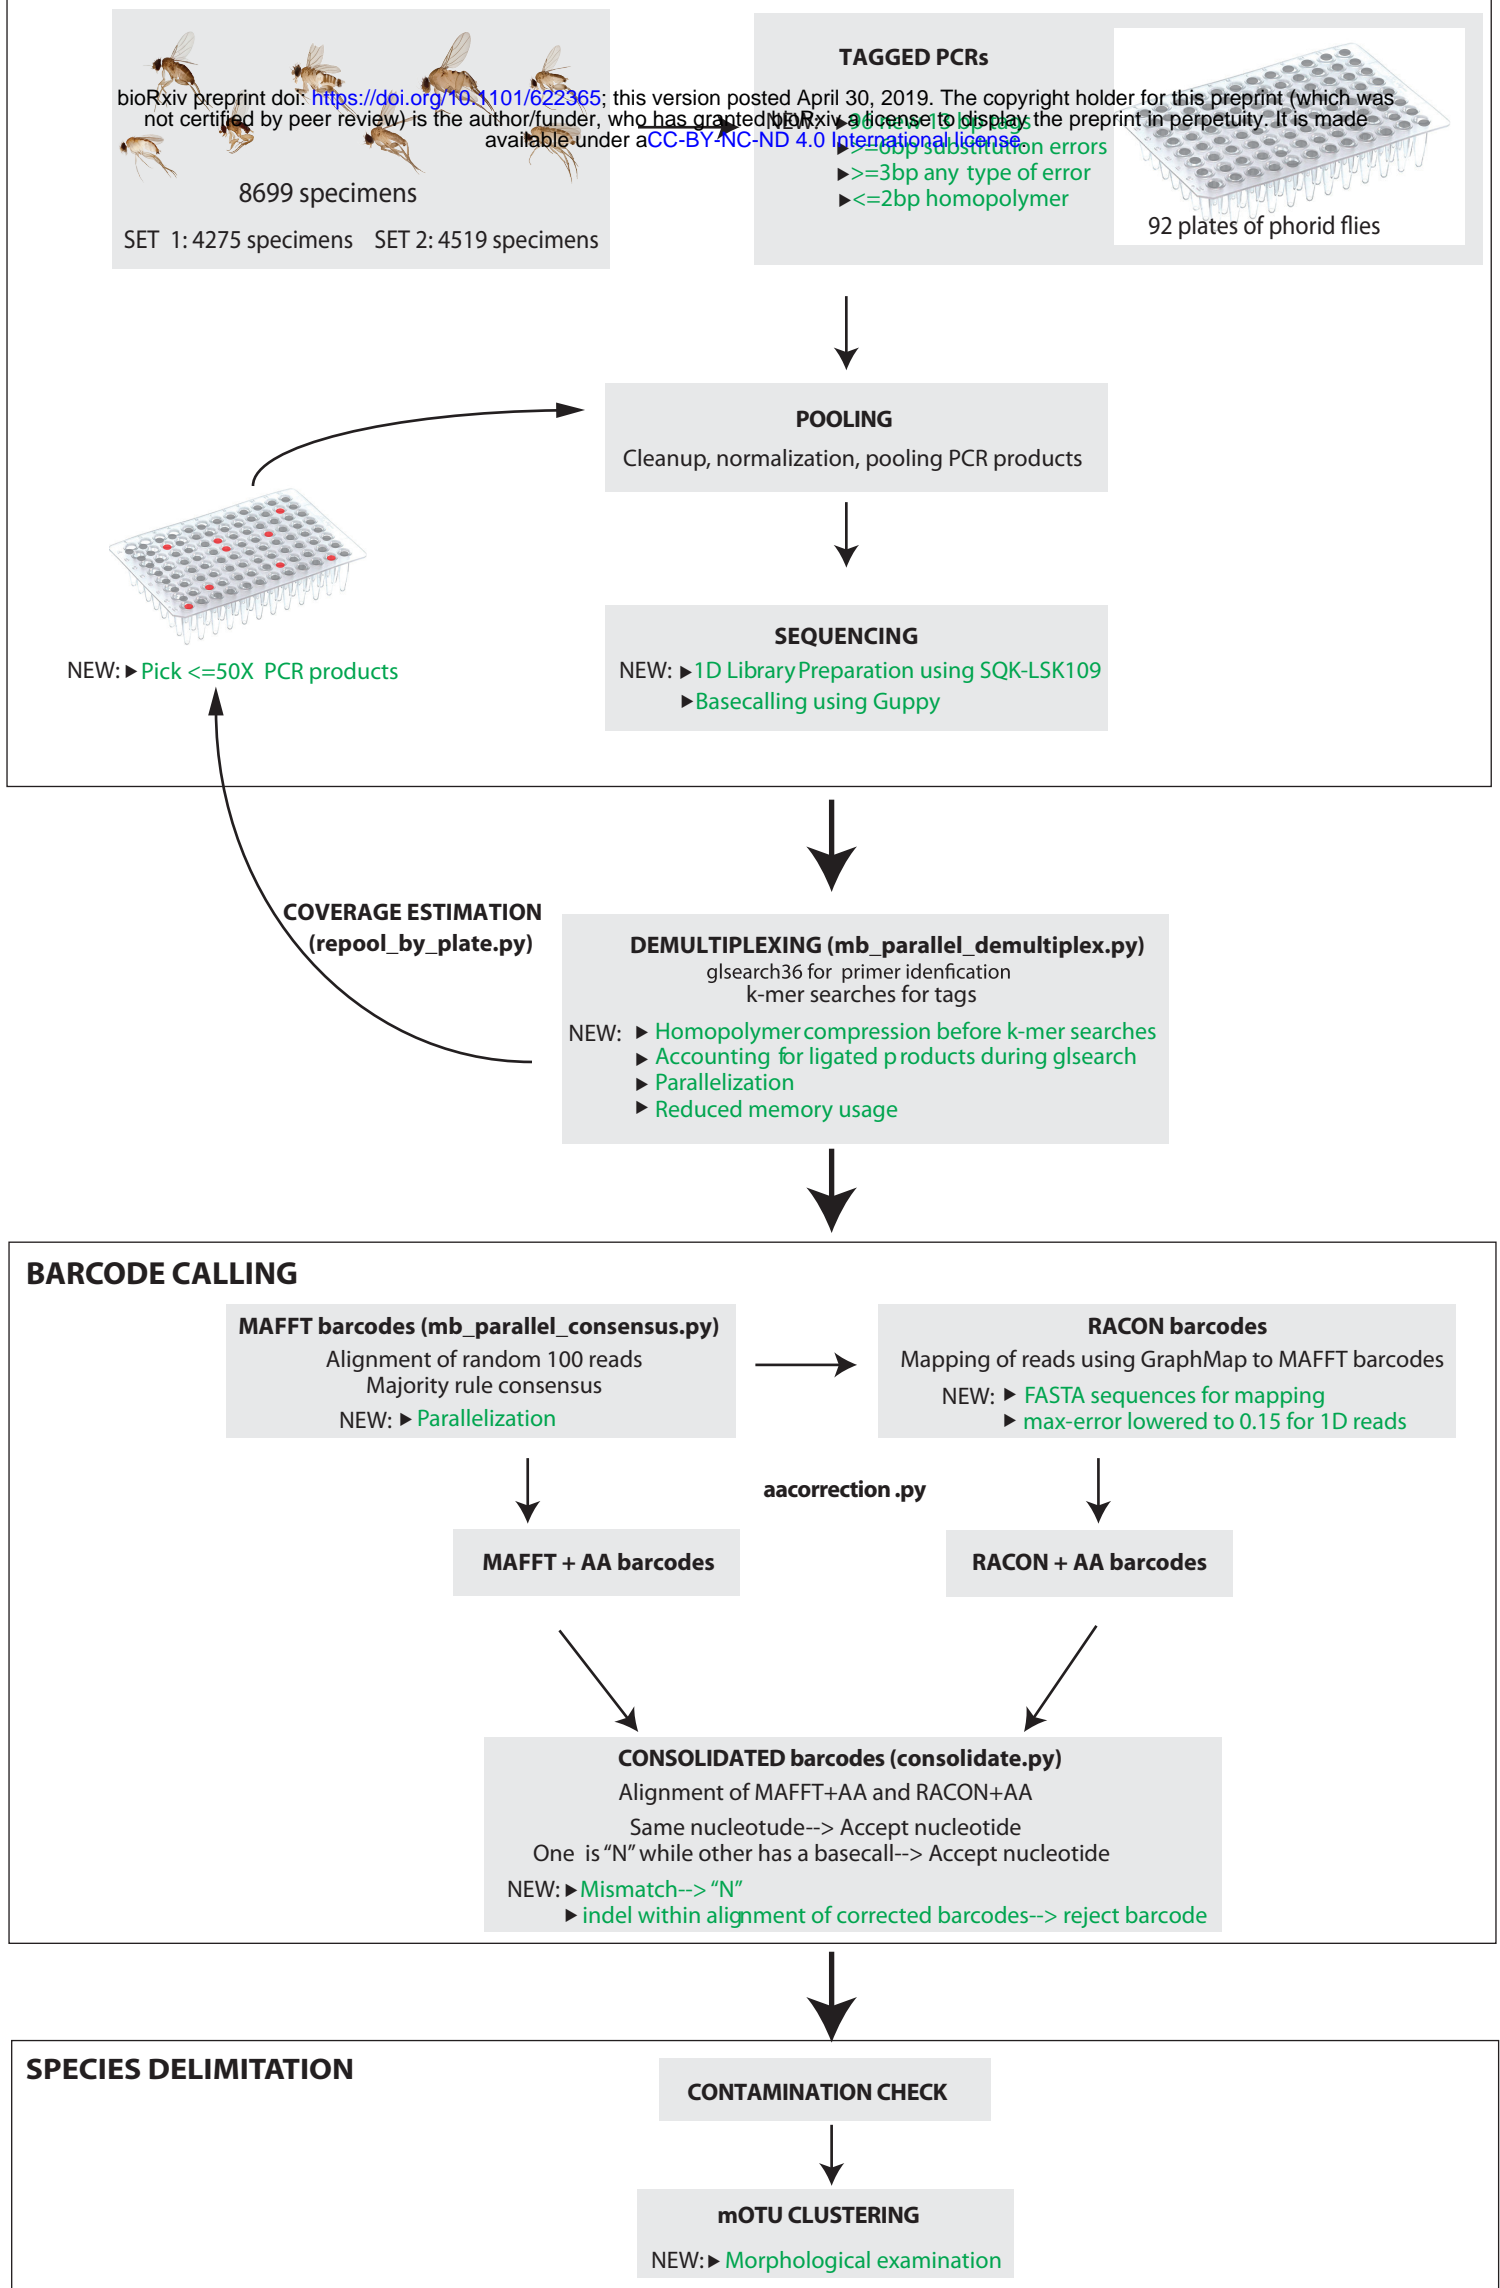 TAGGED PCRs
bioRxiv preprint doi: https://doi.org/10.1101/622365; this version posted April 30, 2019. The copyright holder for this preprint (which was
not certified by peer review) is the author/funder, who has granted bioRxiv a license to display the preprint in perpetuity. It is made
available under aCC-BY-NC-ND 4.0 International license.
NEW: ▶96 new 13 bp tags
▶>=6bp substitution errors
▶>=3bp any type of error
▶<=2bp homopolymer
8699 specimens
SET 1: 4275 specimens SET 2: 4519 specimens
92 plates of phorid flies
POOLING
Cleanup, normalization, pooling PCR products
SEQUENCING
NEW: ▶1D Library Preparation using SQK-LSK109
▶Basecalling using Guppy
NEW: ▶Pick <=50X PCR products
COVERAGE ESTIMATION
(repool_by_plate.py)
DEMULTIPLEXING (mb_parallel_demultiplex.py)
glsearch36 for primer idenfication
k-mer searches for tags
NEW: ▶ Homopolymer compression before k-mer searches
▶ Accounting for ligated products during glsearch
▶ Parallelization
▶ Reduced memory usage
BARCODE CALLING
MAFFT barcodes (mb_parallel_consensus.py)
Alignment of random 100 reads
Majority rule consensus
NEW: ▶ Parallelization
RACON barcodes
Mapping of reads using GraphMap to MAFFT barcodes
NEW: ▶ FASTA sequences for mapping
▶ max-error lowered to 0.15 for 1D reads
aacorrection .py
MAFFT + AA barcodes
RACON + AA barcodes
CONSOLIDATED barcodes (consolidate.py)
Alignment of MAFFT+AA and RACON+AA
Same nucleotude--> Accept nucleotide
One is “N” while other has a basecall--> Accept nucleotide
NEW: ▶Mismatch--> “N”
▶ indel within alignment of corrected barcodes--> reject barcode
SPECIES DELIMITATION
CONTAMINATION CHECK
mOTU CLUSTERING
NEW: ▶ Morphological examination